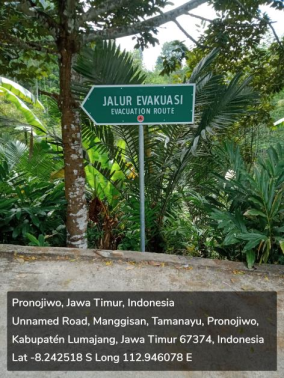 JALUR EVAKUASI
EVACUATION ROUTE
Pronojiwo, Jawa Timur, Indonesia
Unnamed Road, Manggisan, Tamanayu, Pronojiwo,
Kabupatén Lumajang, Jawa Timur 67374, Indonesia
Lat -8.242518 S Long 112.946078 E